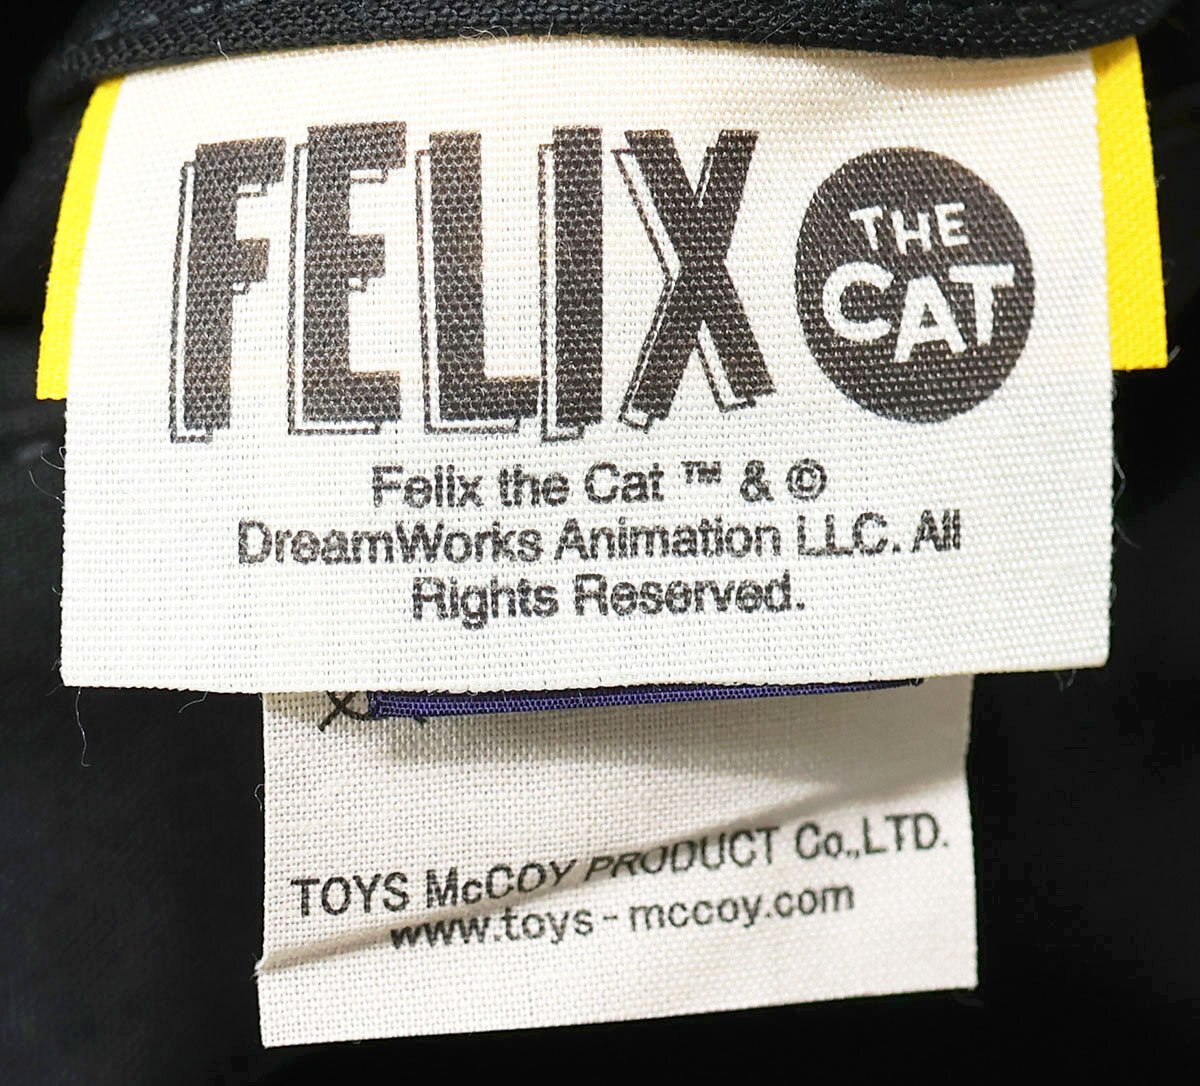 FELIX THE CAT
Felix the Cat ™ & ©
DreamWorks Animation LLC. All
Rights Reserved.
TOYS McCOY PRODUCT Co.,LTD.
www.toys-mccoy.com